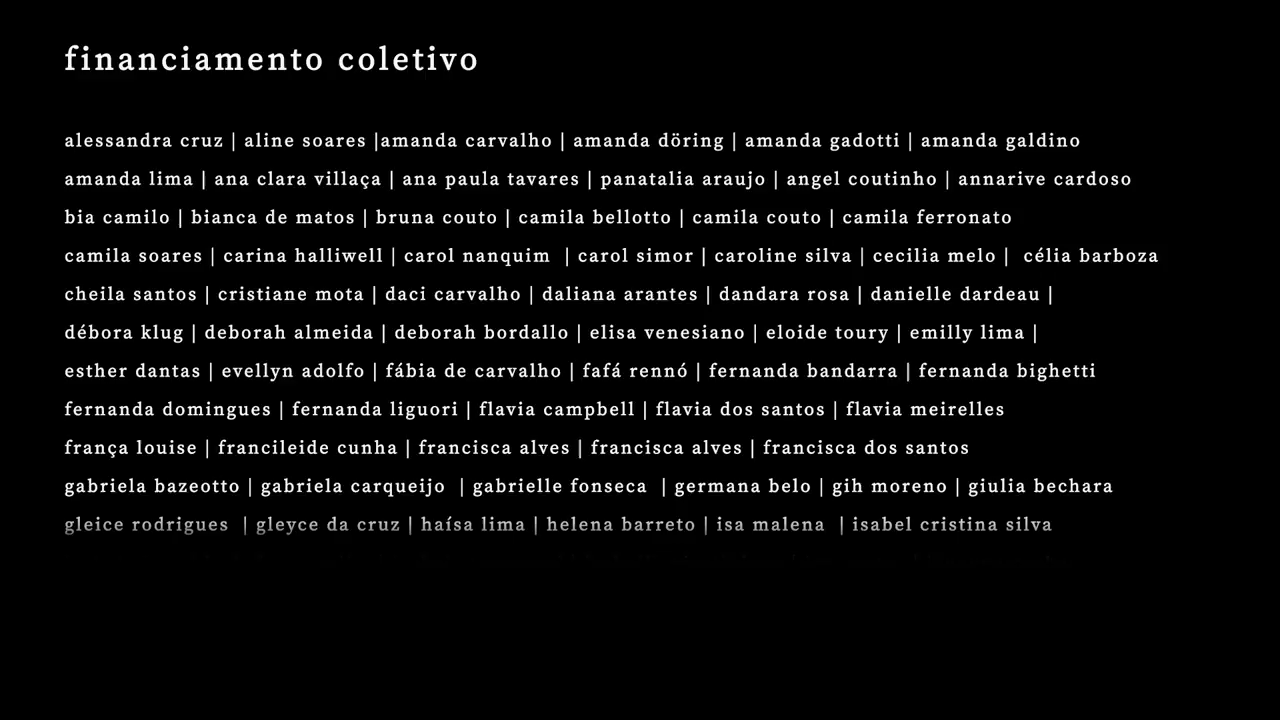 financiamento coletivo
alessandra cruz | aline soares |amanda carvalho | amanda döring | amanda gadotti | amanda galdino
amanda lima | ana clara villaça | ana paula tavares | panatalia araujo | angel coutinho | annarive cardoso
bia camilo | bianca de matos | bruna couto | camila bellotto | camila couto | camila ferronato
camila soares | carina halliwell | carol nanquim  | carol simor | caroline silva | cecilia melo |  célia barboza
cheila santos | cristiane mota | daci carvalho | daliana arantes | dandara rosa | danielle dardeau |
débora klug | deborah almeida | deborah bordallo | elisa venesiano | eloide toury | emilly lima |
esther dantas | evellyn adolfo | fábia de carvalho | fafá rennó | fernanda bandarra | fernanda bighetti
fernanda domingues | fernanda liguori | flavia campbell | flavia dos santos | flavia meirelles
frança louise | francileide cunha | francisca alves | francisca alves | francisca dos santos
gabriela bazeotto | gabriela carqueijo  | gabrielle fonseca  | germana belo | gih moreno | giulia bechara
gleice rodrigues  | gleyce da cruz | haísa lima | helena barreto | isa malena  | isabel cristina silva